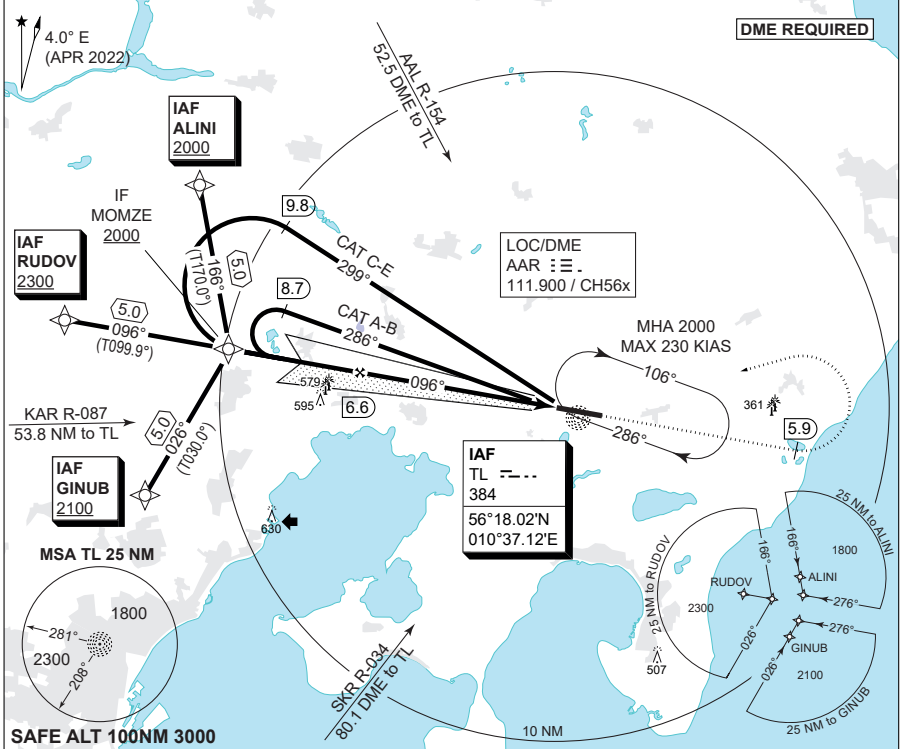 4.0° E
(APR 2022)
DME REQUIRED
AAL R-154
52.5 DME to TL
IAF
ALINI
2000
IF
MOMZE
2000
9.8
IAF
RUDOV
2300
166°
(T170.0°)
5.0
CAT C-E
299°
LOC/DME
AAR
111.900 / CH56x
5.0
096°
(T099.9°)
8.7
CAT A-B
286°
MHA 2000
MAX 230 KIAS
106°
096°
579
595
6.6
361
KAR R-087
53.8 NM to TL
5.0
026°
(T030.0°)
286°
5.9
IAF
GINUB
2100
IAF
TL
384
56°18.02'N
010°37.12'E
630
MSA TL 25 NM
1800
281°
2300
208°
SKR R-034
80.1 DME to TL
507
25 NM to RUDOV
166°
RUDOV
2300
026°
25 NM to ALINI
166°
1800
ALINI
276°
276°
GINUB
026°
2100
25 NM to GINUB
10 NM
SAFE ALT 100NM 3000